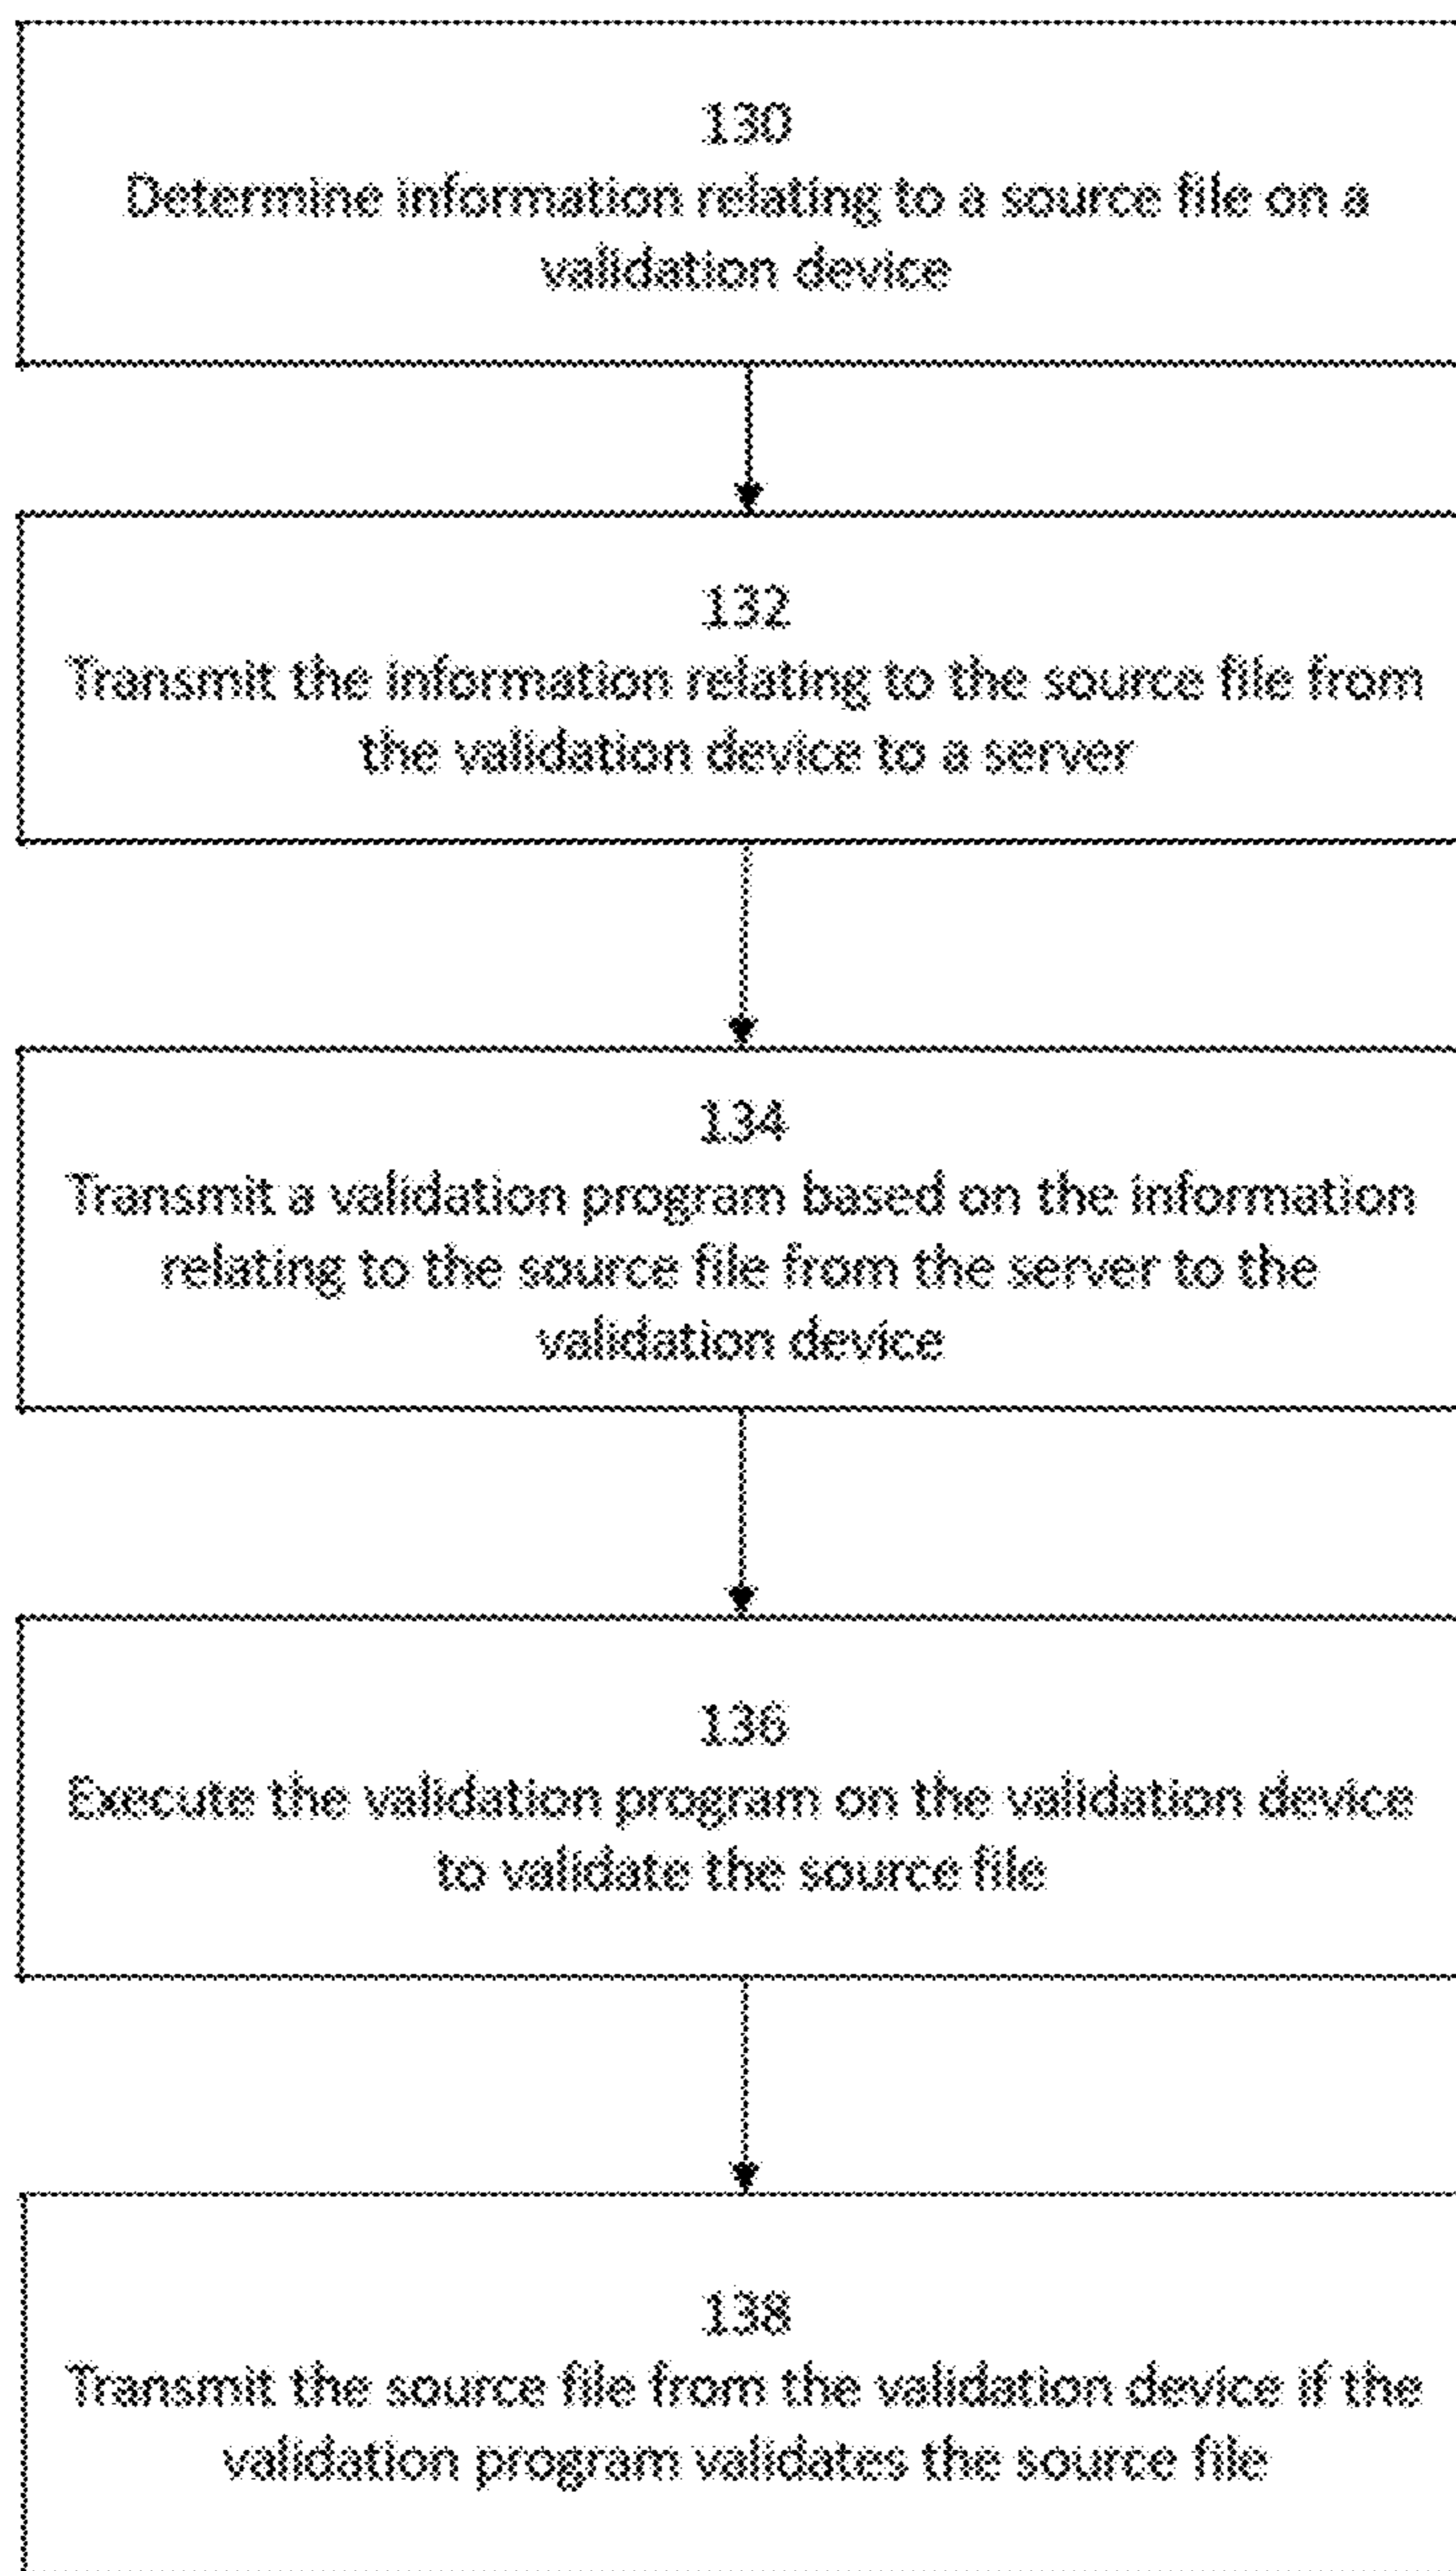 130
Determine information relating to a source file on a
validation device
132
Transmit the information relating to the source file from
the validation device to a server
134
Transmit a validation program based on the information
relating to the source file from the server to the
validation device
136
Execute the validation program on the validation device
to validate the source file
138
Transmit the source file from the validation device if the
validation program validates the source file